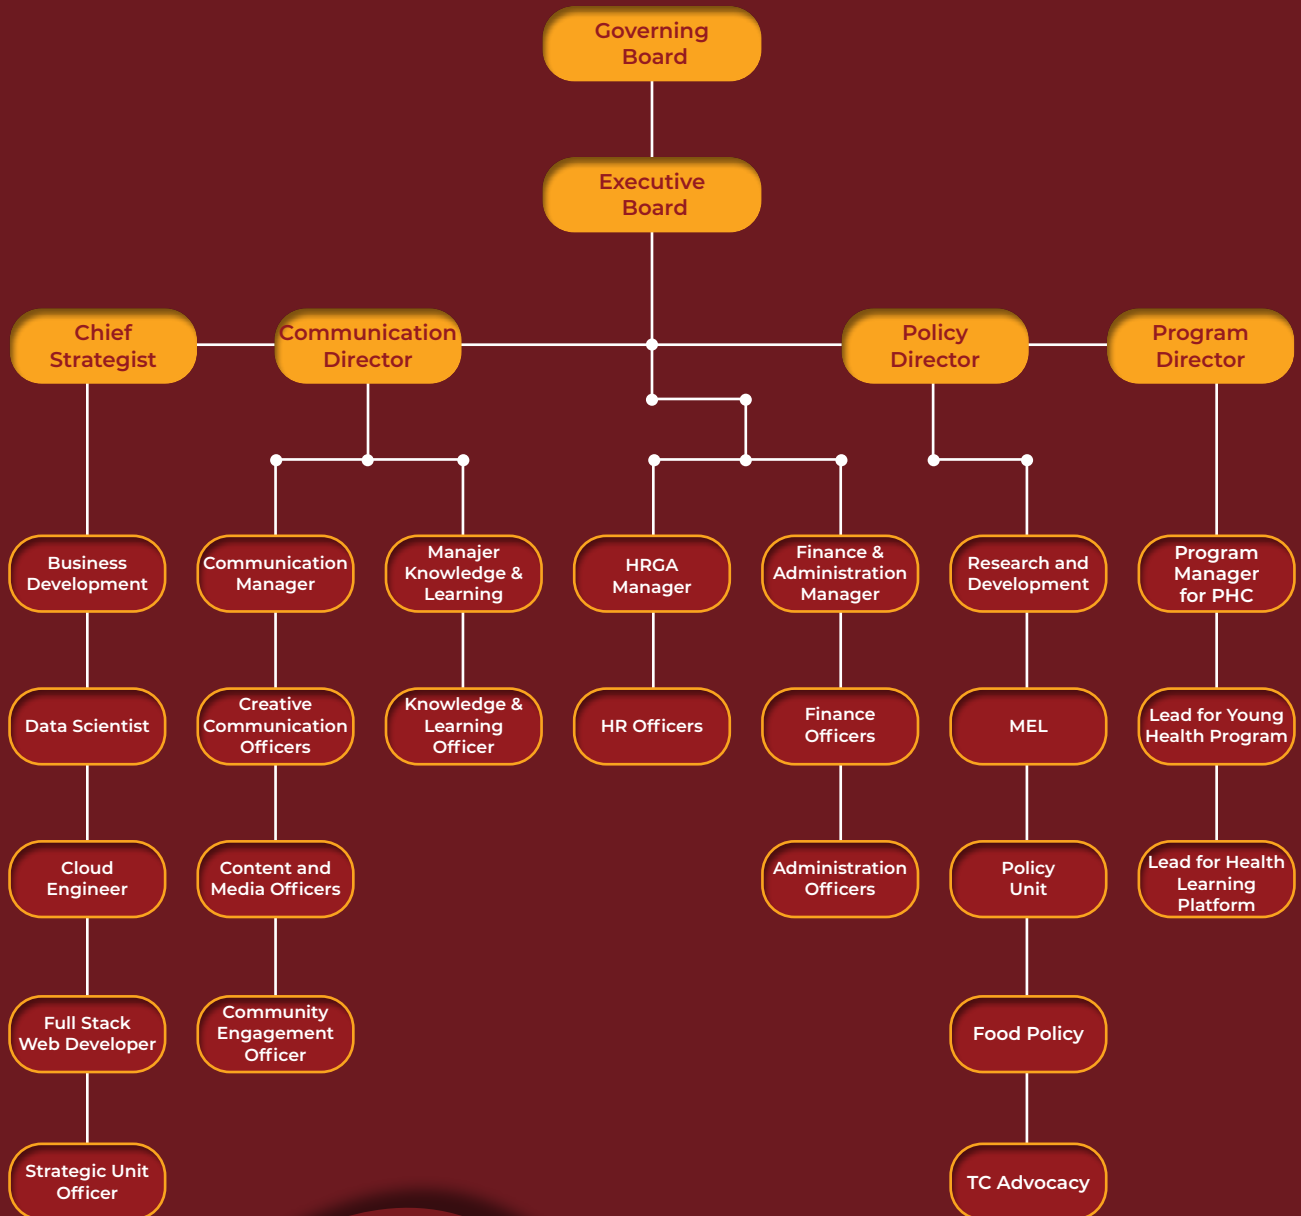 Governing
Board
Executive
Board
Chief
Strategist
Communication
Director
Policy
Director
Program
Director
Business
Development
Communication
Manager
Manajer
Knowledge &
Learning
HRGA
Manager
Finance &
Administration
Manager
Research and
Development
Program
Manager
for PHC
Data Scientist
Creative
Communication
Officers
Knowledge &
Learning
Officer
HR Officers
Finance
Officers
MEL
Lead for Young
Health Program
Cloud
Engineer
Content and
Media Officers
Administration
Officers
Policy
Unit
Lead for Health
Learning
Platform
Full Stack
Web Developer
Community
Engagement
Officer
Food Policy
Strategic Unit
Officer
TC Advocacy